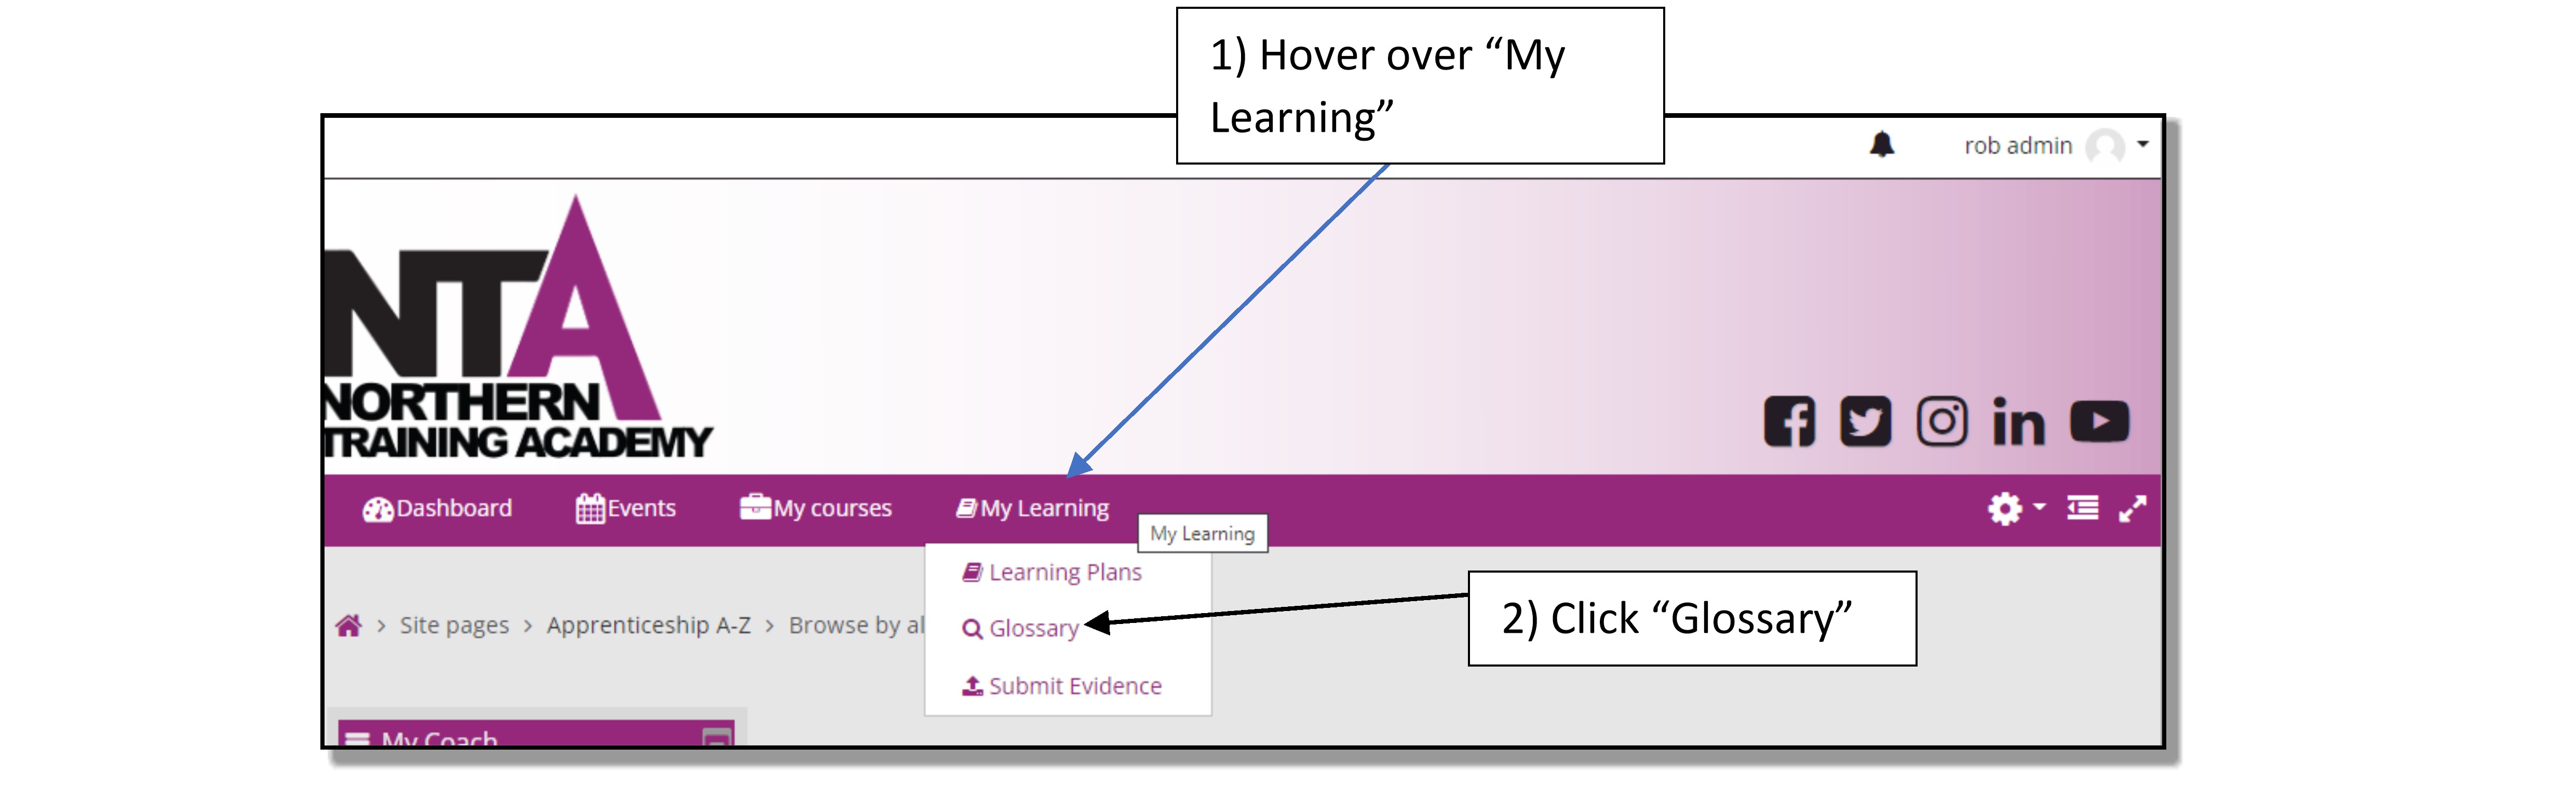 1) Hover over “My
Learning”
rob admin
NTA
NORTHERN
TRAINING ACADEMY
Dashboard Events My courses My Learning
My Learning
Learning Plans
> Site pages > Apprenticeship A-Z > Browse by al
Glossary
2) Click “Glossary”
Submit Evidence
My Coach